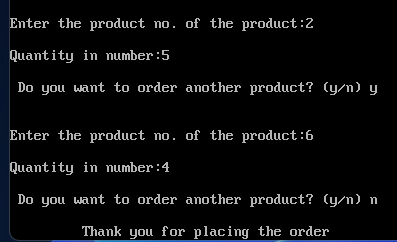 Enter the product no. of the product:2
Quantity in number:5
Do you want to order another product? (y/n) y
Enter the product no. of the product:6
Quantity in number:4
Do you want to order another product? (y/n) n
Thank you for placing the order